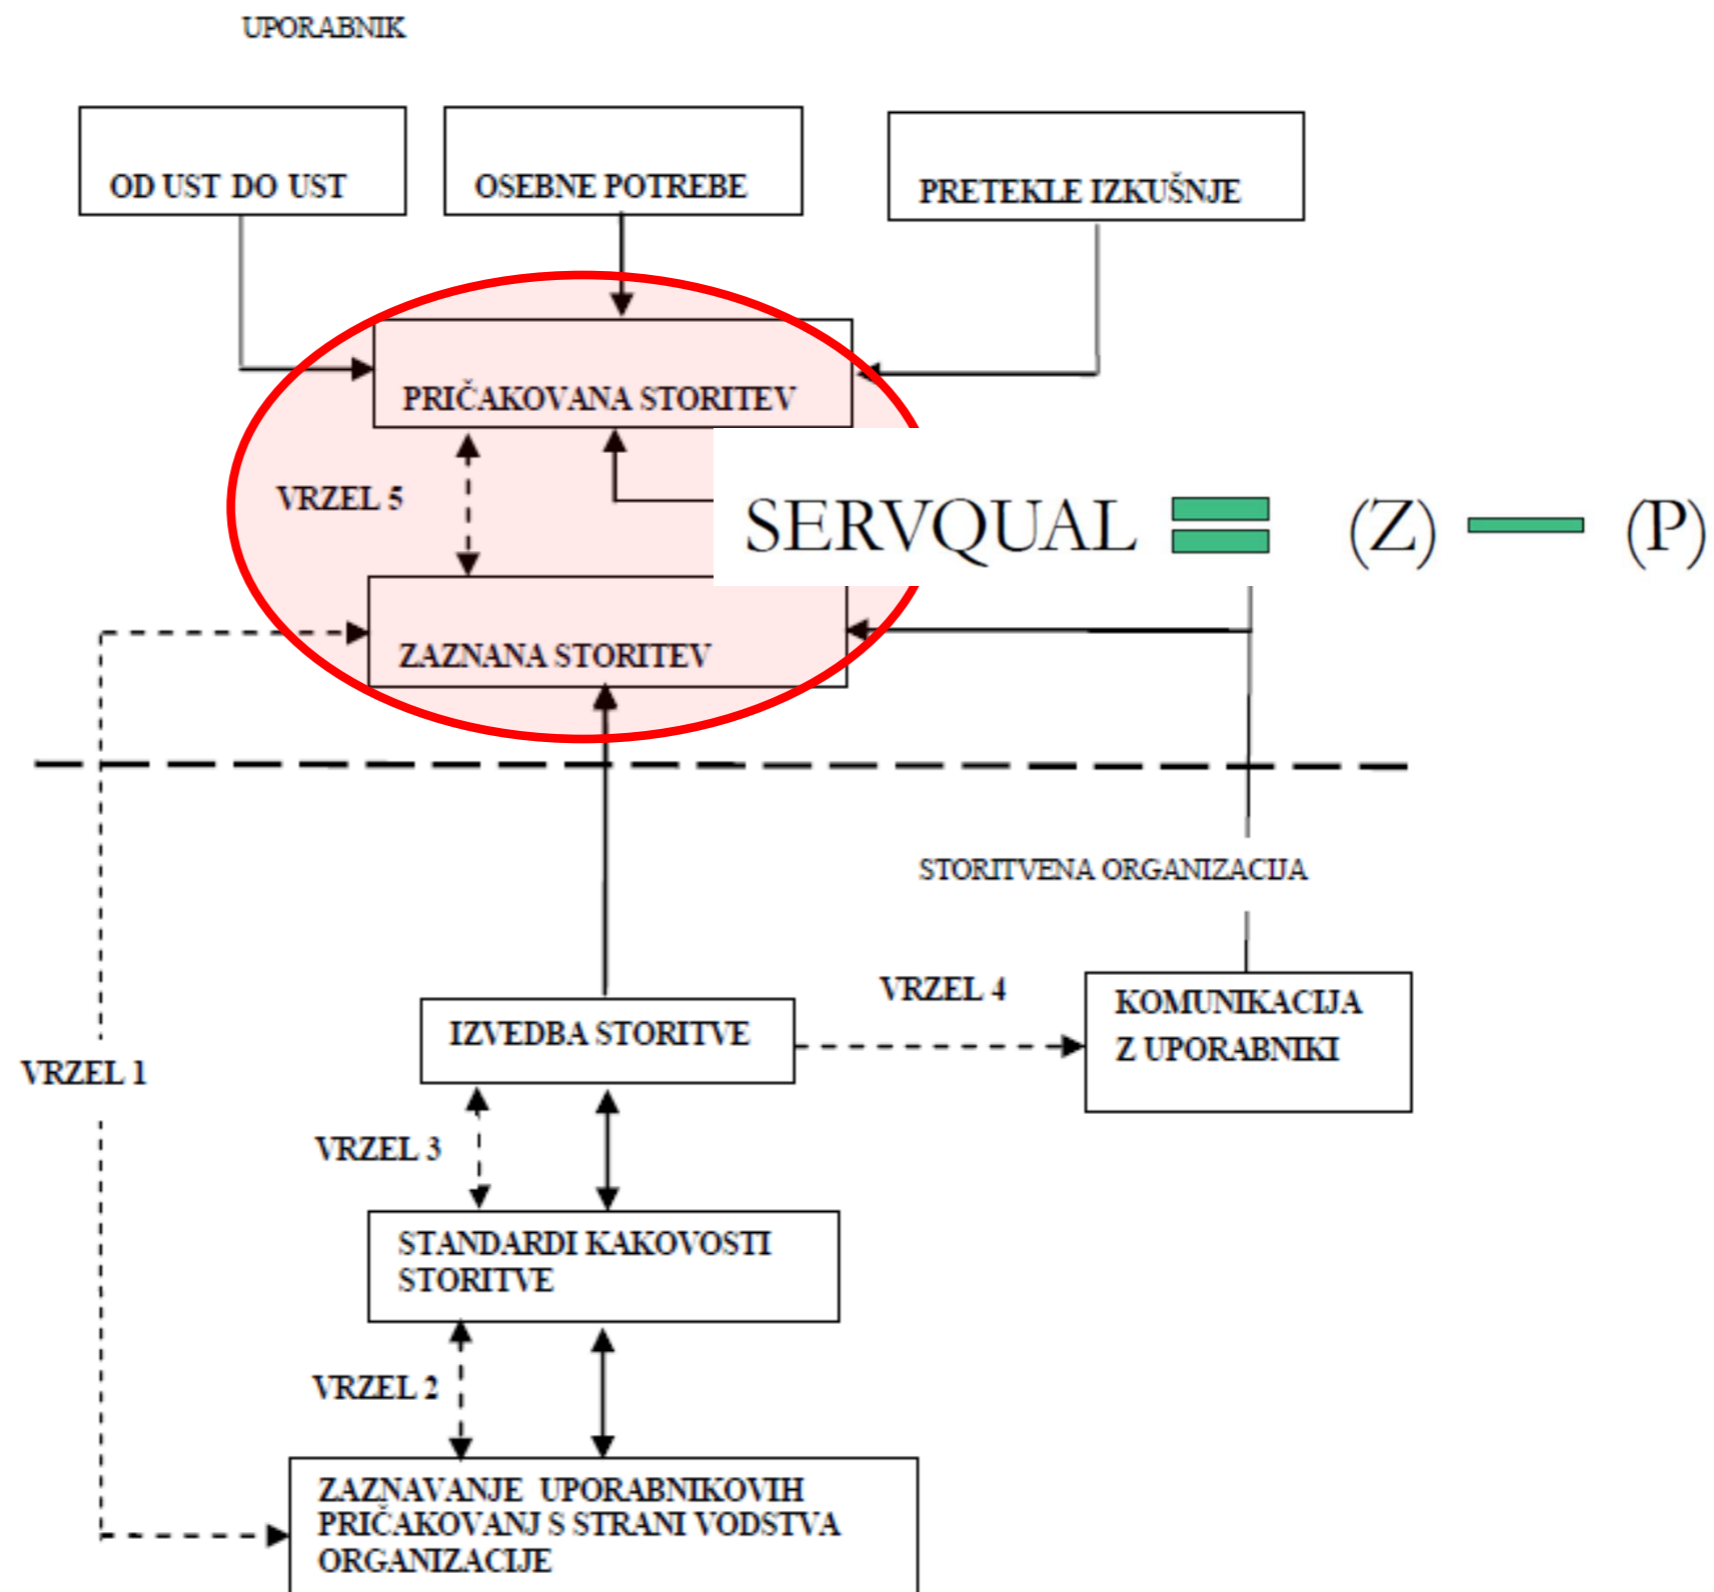 UPORABNIK
OD UST DO UST
OSEBNE POTREBE
PRETEKLE IZKUŠNJE
PRIČAKOVANA STORITEV
VRZEL 5
SERVQUAL = (Z) — (P)
ZAZNANA STORITEV
STORITVENA ORGANIZACIJA
VRZEL 4
KOMUNIKACIJA
Z UPORABNIKI
IZVEDBA STORITVE
VRZEL 1
VRZEL 3
STANDARDI KAKOVOSTI
STORITVE
VRZEL 2
ZAZNAVANJE UPORABNIKOVIH
PRIČAKOVANJ S STRANI VODSTVA
ORGANIZACIJE